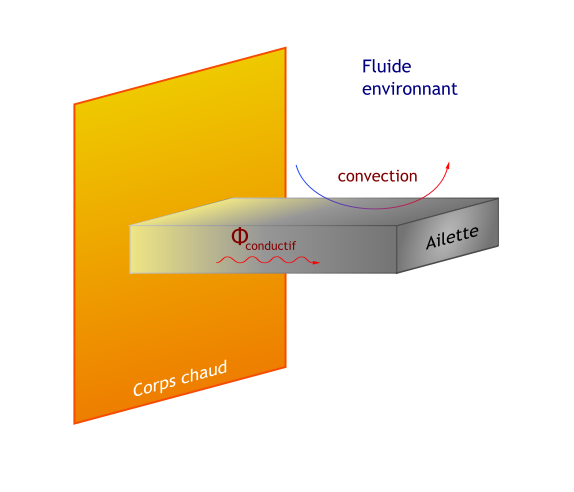 Fluide
environnant
convection
Φconductif
Ailette
Corps chaud